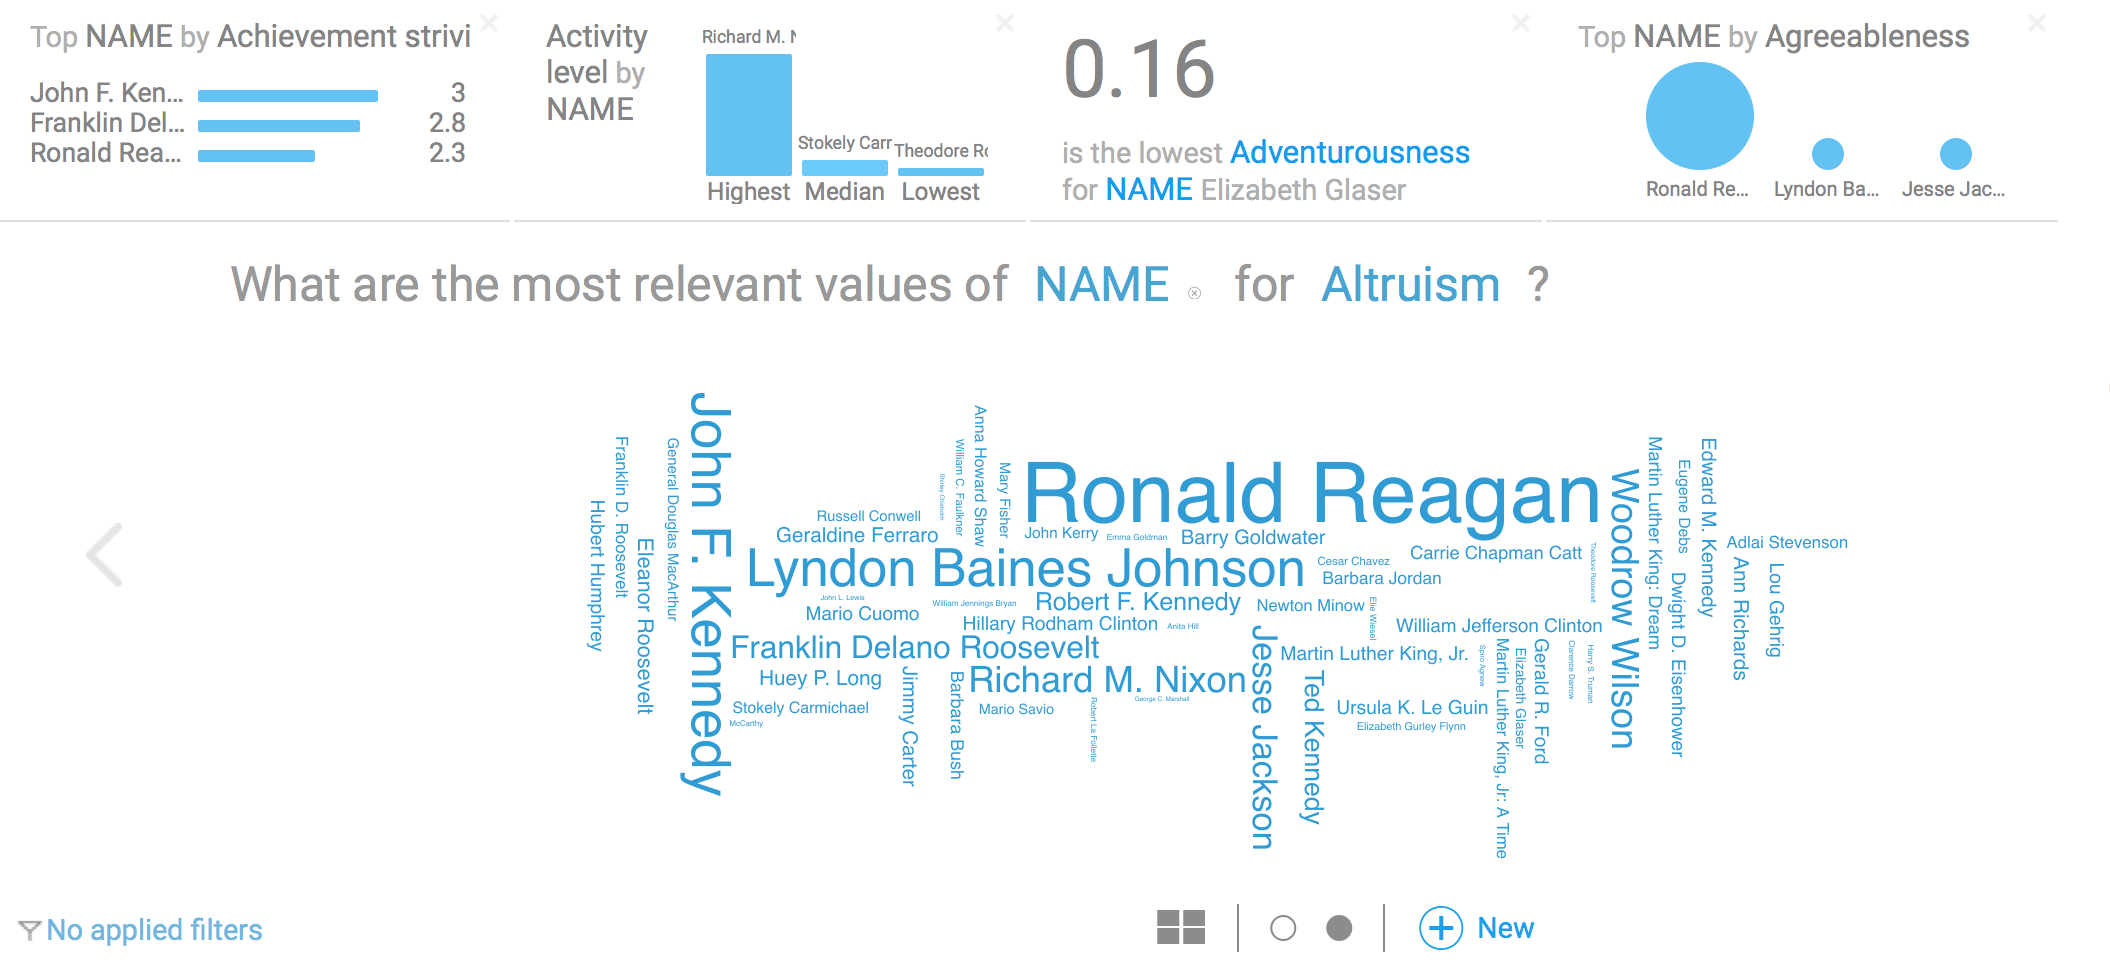 Top NAME by Achievement strivi
John F. Ken... 3
Franklin Del... 2.8
Ronald Rea... 2.3
Activity
level by
NAME
Richard M. N
Stokely Carr
Theodore Ro
Highest Median Lowest
0.16
is the lowest Adventurousness
for NAME Elizabeth Glaser
Top NAME by Agreeableness
Ronald Re... Lyndon Ba... Jesse Jac...
What are the most relevant values of NAME for Altruism ?
Hubert Humphrey
Franklin D. Roosevelt
Eleanor Roosevelt
General Douglas MacArthur
John F. Kennedy
Russell Conwell
Geraldine Ferraro
Shirley Chisholm
William C. Faulkner
Anna Howard Shaw
Mary Fisher
Ronald Reagan
John Kerry
Emma Goldman
Barry Goldwater
Lyndon Baines Johnson
Cesar Chavez
Carrie Chapman Catt
Barbara Jordan
Theodore Roosevelt
John L. Lewis
Mario Cuomo
William Jennings Bryan
Robert F. Kennedy
Newton Minow
Elie Wiesel
Hillary Rodham Clinton
Anita Hill
William Jefferson Clinton
Franklin Delano Roosevelt
Martin Luther King, Jr.
Huey P. Long
Jimmy Carter
Barbara Bush
Richard M. Nixon
George C. Marshall
Stokely Carmichael
McCarthy
Mario Savio
Robert La Follette
Jesse Jackson
Ted Kennedy
Ursula K. Le Guin
Elizabeth Gurley Flynn
Spiro Agnew
Martin Luther King, Jr: A Time
Elizabeth Glaser
Gerald R. Ford
Clarence Darrow
Harry S. Truman
Woodrow Wilson
Martin Luther King: Dream
Dwight D. Eisenhower
Eugene Debs
Edward M. Kennedy
Adlai Stevenson
Ann Richards
Lou Gehrig
No applied filters
New